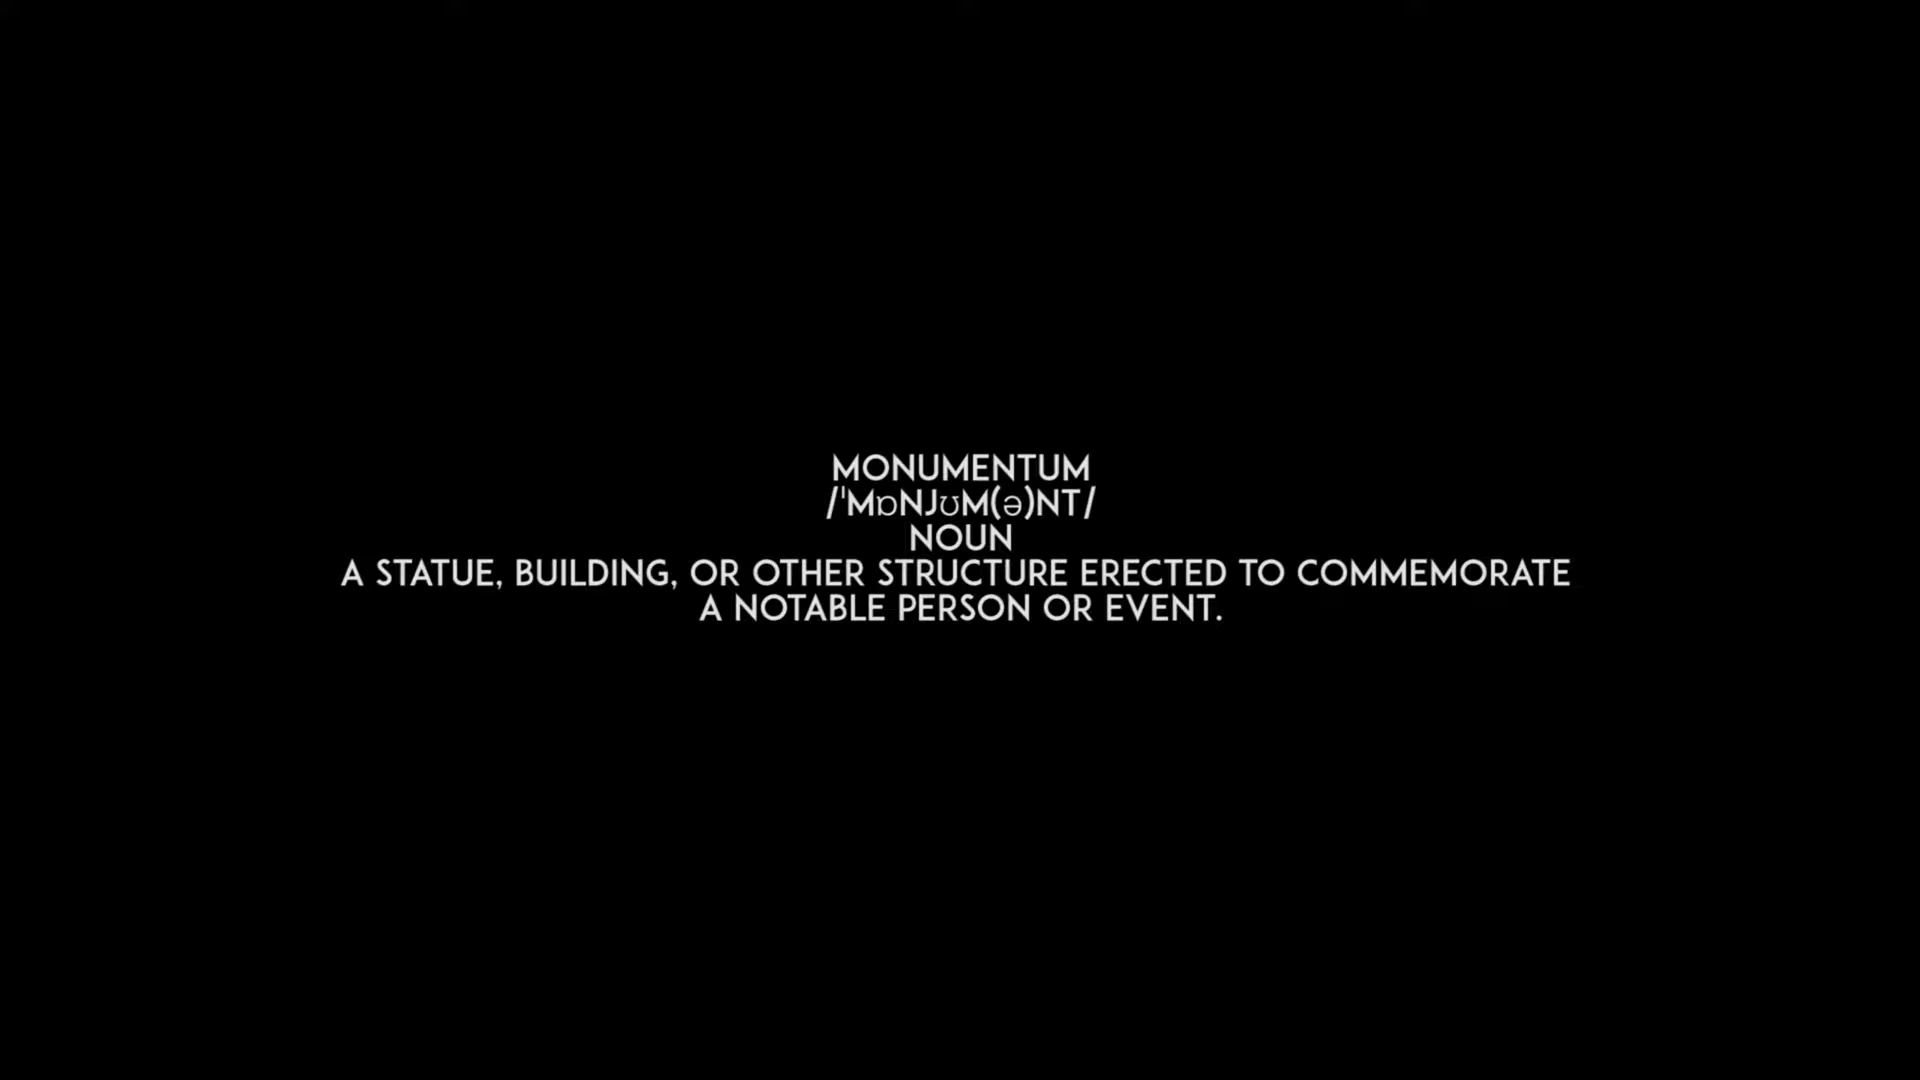 MONUMENTUM
/ˈMɒNJʊM(ə)NT/
NOUN
A STATUE, BUILDING, OR OTHER STRUCTURE ERECTED TO COMMEMORATE
A NOTABLE PERSON OR EVENT.